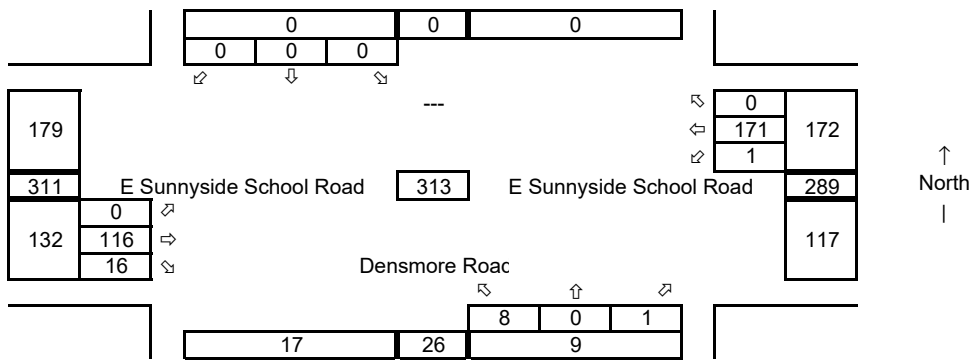 0 0 0
0 0 0
⬃ ⇩ ⬂
---
⬁ 0
179 ⇦ 171 172
⬃ 1
↑
311 E Sunnyside School Road 313 E Sunnyside School Road 289 North
0 ⬀ |
132 116 ⇨ 117
16 ⬂ Densmore Road
⬁ ⇧ ⬀
8 0 1
17 26 9